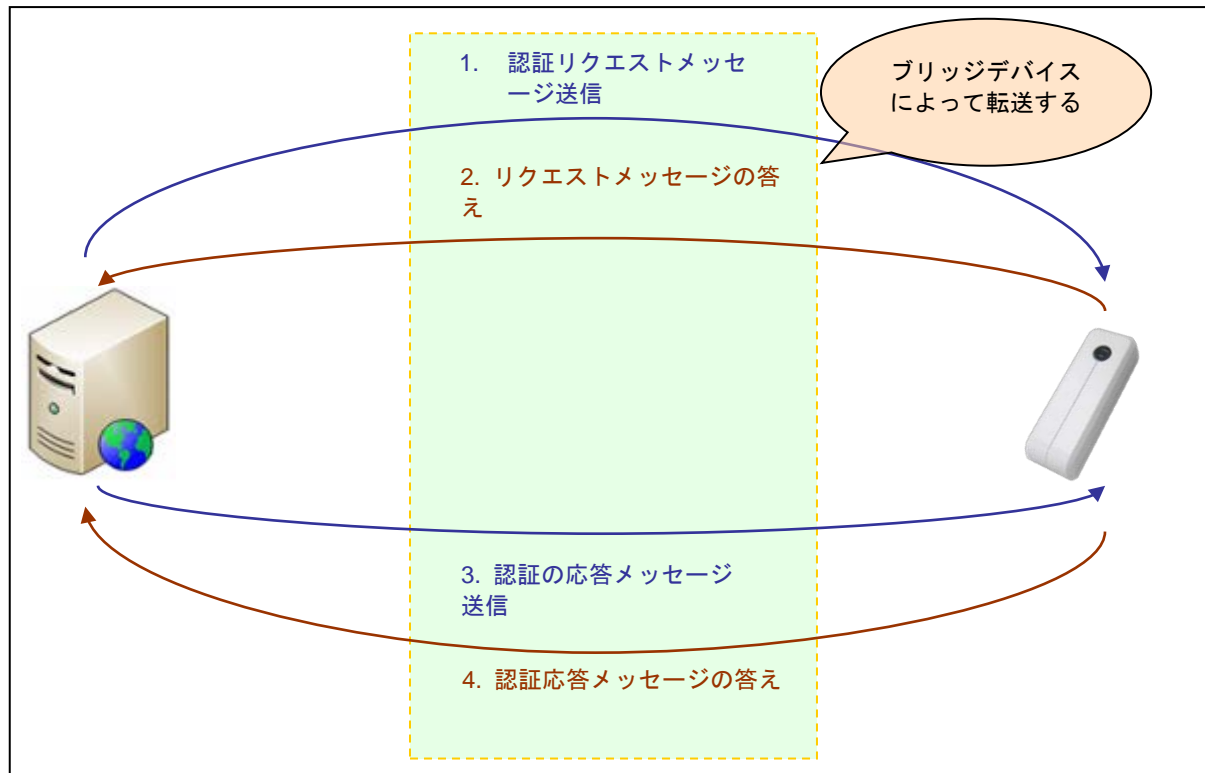 1. 認証リクエストメッセ
ージ送信
ブリッジデバイス
によって転送する
2. リクエストメッセージの答
え
3. 認証の応答メッセージ
送信
4. 認証応答メッセージの答え